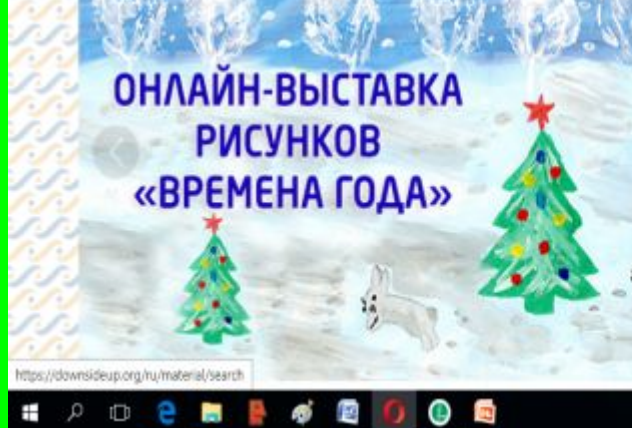 ОНЛАЙН-ВЫСТАВКА
РИСУНКОВ
«ВРЕМЕНА ГОДА»
https://downsideup.org/ru/material/search